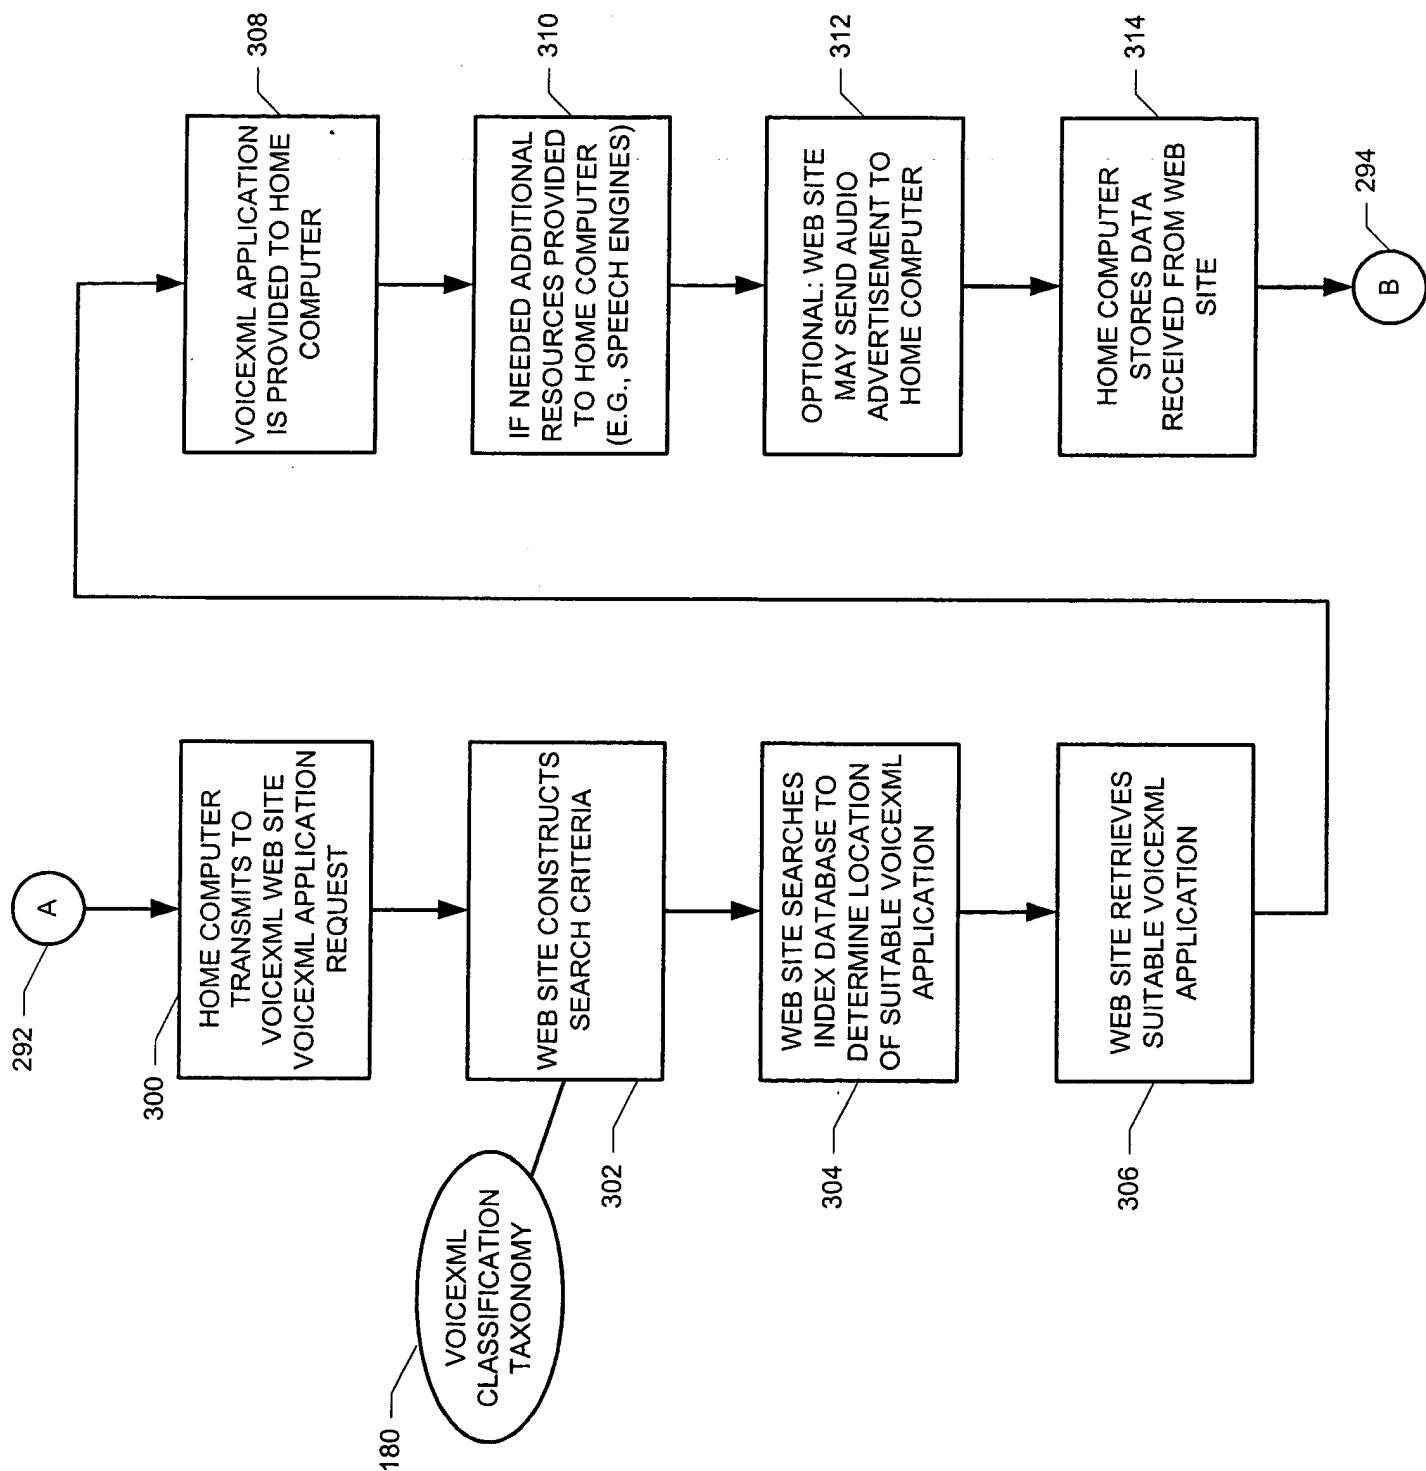 292
A
300
HOME COMPUTER
TRANSMITS TO
VOICEXML WEB SITE
VOICEXML APPLICATION
REQUEST
180
VOICEXML
CLASSIFICATION
TAXONOMY
302
WEB SITE CONSTRUCTS
SEARCH CRITERIA
304
WEB SITE SEARCHES
INDEX DATABASE TO
DETERMINE LOCATION
OF SUITABLE VOICEXML
APPLICATION
306
WEB SITE RETRIEVES
SUITABLE VOICEXML
APPLICATION
308
VOICEXML APPLICATION
IS PROVIDED TO HOME
COMPUTER
310
IF NEEDED ADDITIONAL
RESOURCES PROVIDED
TO HOME COMPUTER
(E.G., SPEECH ENGINES)
312
OPTIONAL: WEB SITE
MAY SEND AUDIO
ADVERTISEMENT TO
HOME COMPUTER
314
HOME COMPUTER
STORES DATA
RECEIVED FROM WEB
SITE
294
B